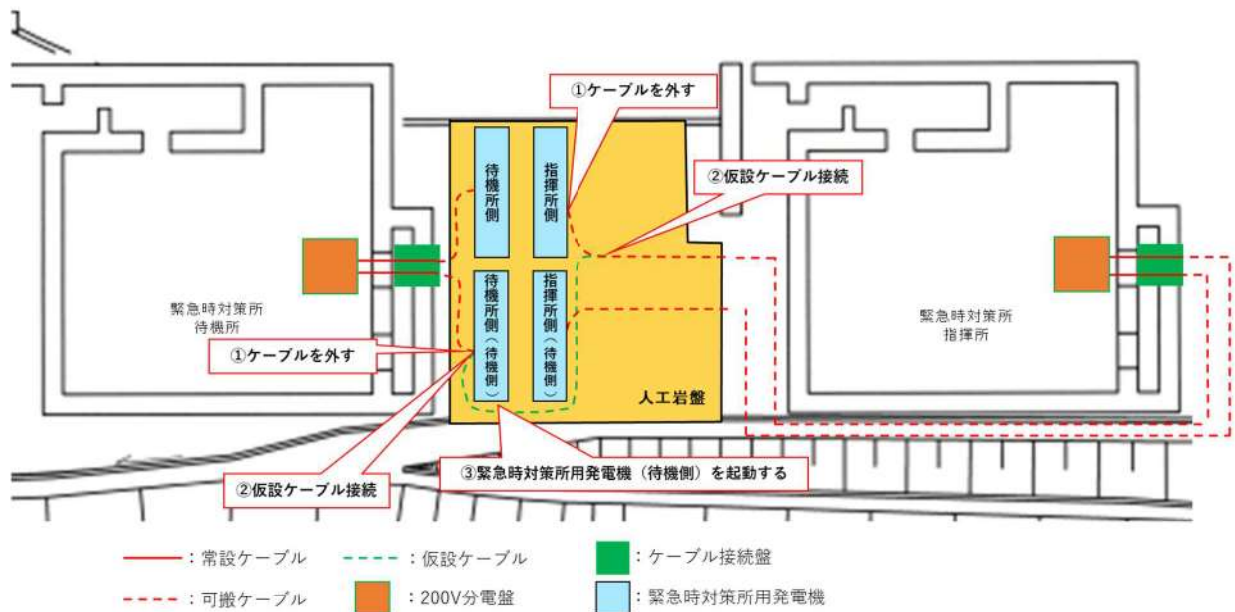 ①ケーブルを外す
②仮設ケーブル接続
待機所側
指揮所側
待機所側（待機側）
指揮所側（待機側）
緊急時対策所
待機所
緊急時対策所
指揮所
①ケーブルを外す
人工岩盤
②仮設ケーブル接続
③緊急時対策所用発電機（待機側）を起動する
：常設ケーブル
：仮設ケーブル
：ケーブル接続盤
：可搬ケーブル
：200V分電盤
：緊急時対策所用発電機